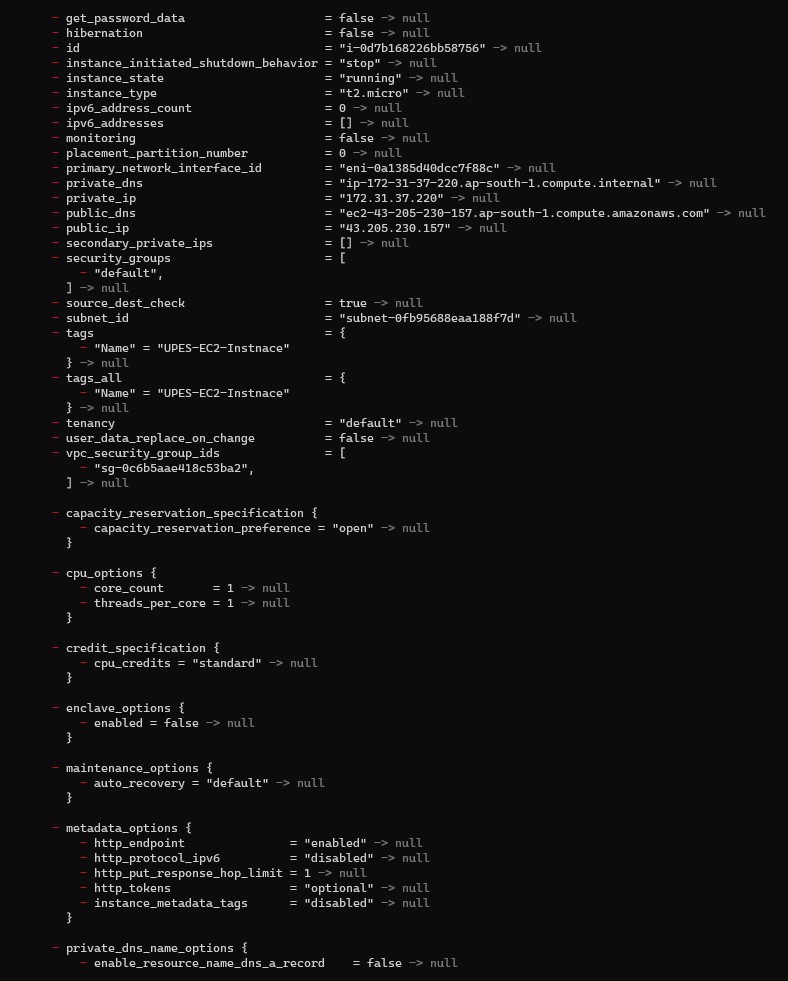 - get_password_data                    = false -> null
- hibernation                          = false -> null
- id                                   = "i-0d7b168226bb58756" -> null
- instance_initiated_shutdown_behavior = "stop" -> null
- instance_state                       = "running" -> null
- instance_type                        = "t2.micro" -> null
- ipv6_address_count                   = 0 -> null
- ipv6_addresses                       = [] -> null
- monitoring                           = false -> null
- placement_partition_number           = 0 -> null
- primary_network_interface_id         = "eni-0a1385d40dcc7f88c" -> null
- private_dns                          = "ip-172-31-37-220.ap-south-1.compute.internal" -> null
- private_ip                           = "172.31.37.220" -> null
- public_dns                           = "ec2-43-205-230-157.ap-south-1.compute.amazonaws.com" -> null
- public_ip                            = "43.205.230.157" -> null
- secondary_private_ips                = [] -> null
- security_groups                      = [
    - "default",
  ] -> null
- source_dest_check                    = true -> null
- subnet_id                            = "subnet-0fb95688eaa188f7d" -> null
- tags                                 = {
    - "Name" = "UPES-EC2-Instnace"
  } -> null
- tags_all                             = {
    - "Name" = "UPES-EC2-Instnace"
  } -> null
- tenancy                              = "default" -> null
- user_data_replace_on_change          = false -> null
- vpc_security_group_ids               = [
    - "sg-0c6b5aae418c53ba2",
  ] -> null
- capacity_reservation_specification {
    - capacity_reservation_preference = "open" -> null
  }
- cpu_options {
    - core_count       = 1 -> null
    - threads_per_core = 1 -> null
  }
- credit_specification {
    - cpu_credits = "standard" -> null
  }
- enclave_options {
    - enabled = false -> null
  }
- maintenance_options {
    - auto_recovery = "default" -> null
  }
- metadata_options {
    - http_endpoint               = "enabled" -> null
    - http_protocol_ipv6          = "disabled" -> null
    - http_put_response_hop_limit = 1 -> null
    - http_tokens                 = "optional" -> null
    - instance_metadata_tags      = "disabled" -> null
  }
- private_dns_name_options {
    - enable_resource_name_dns_a_record    = false -> null